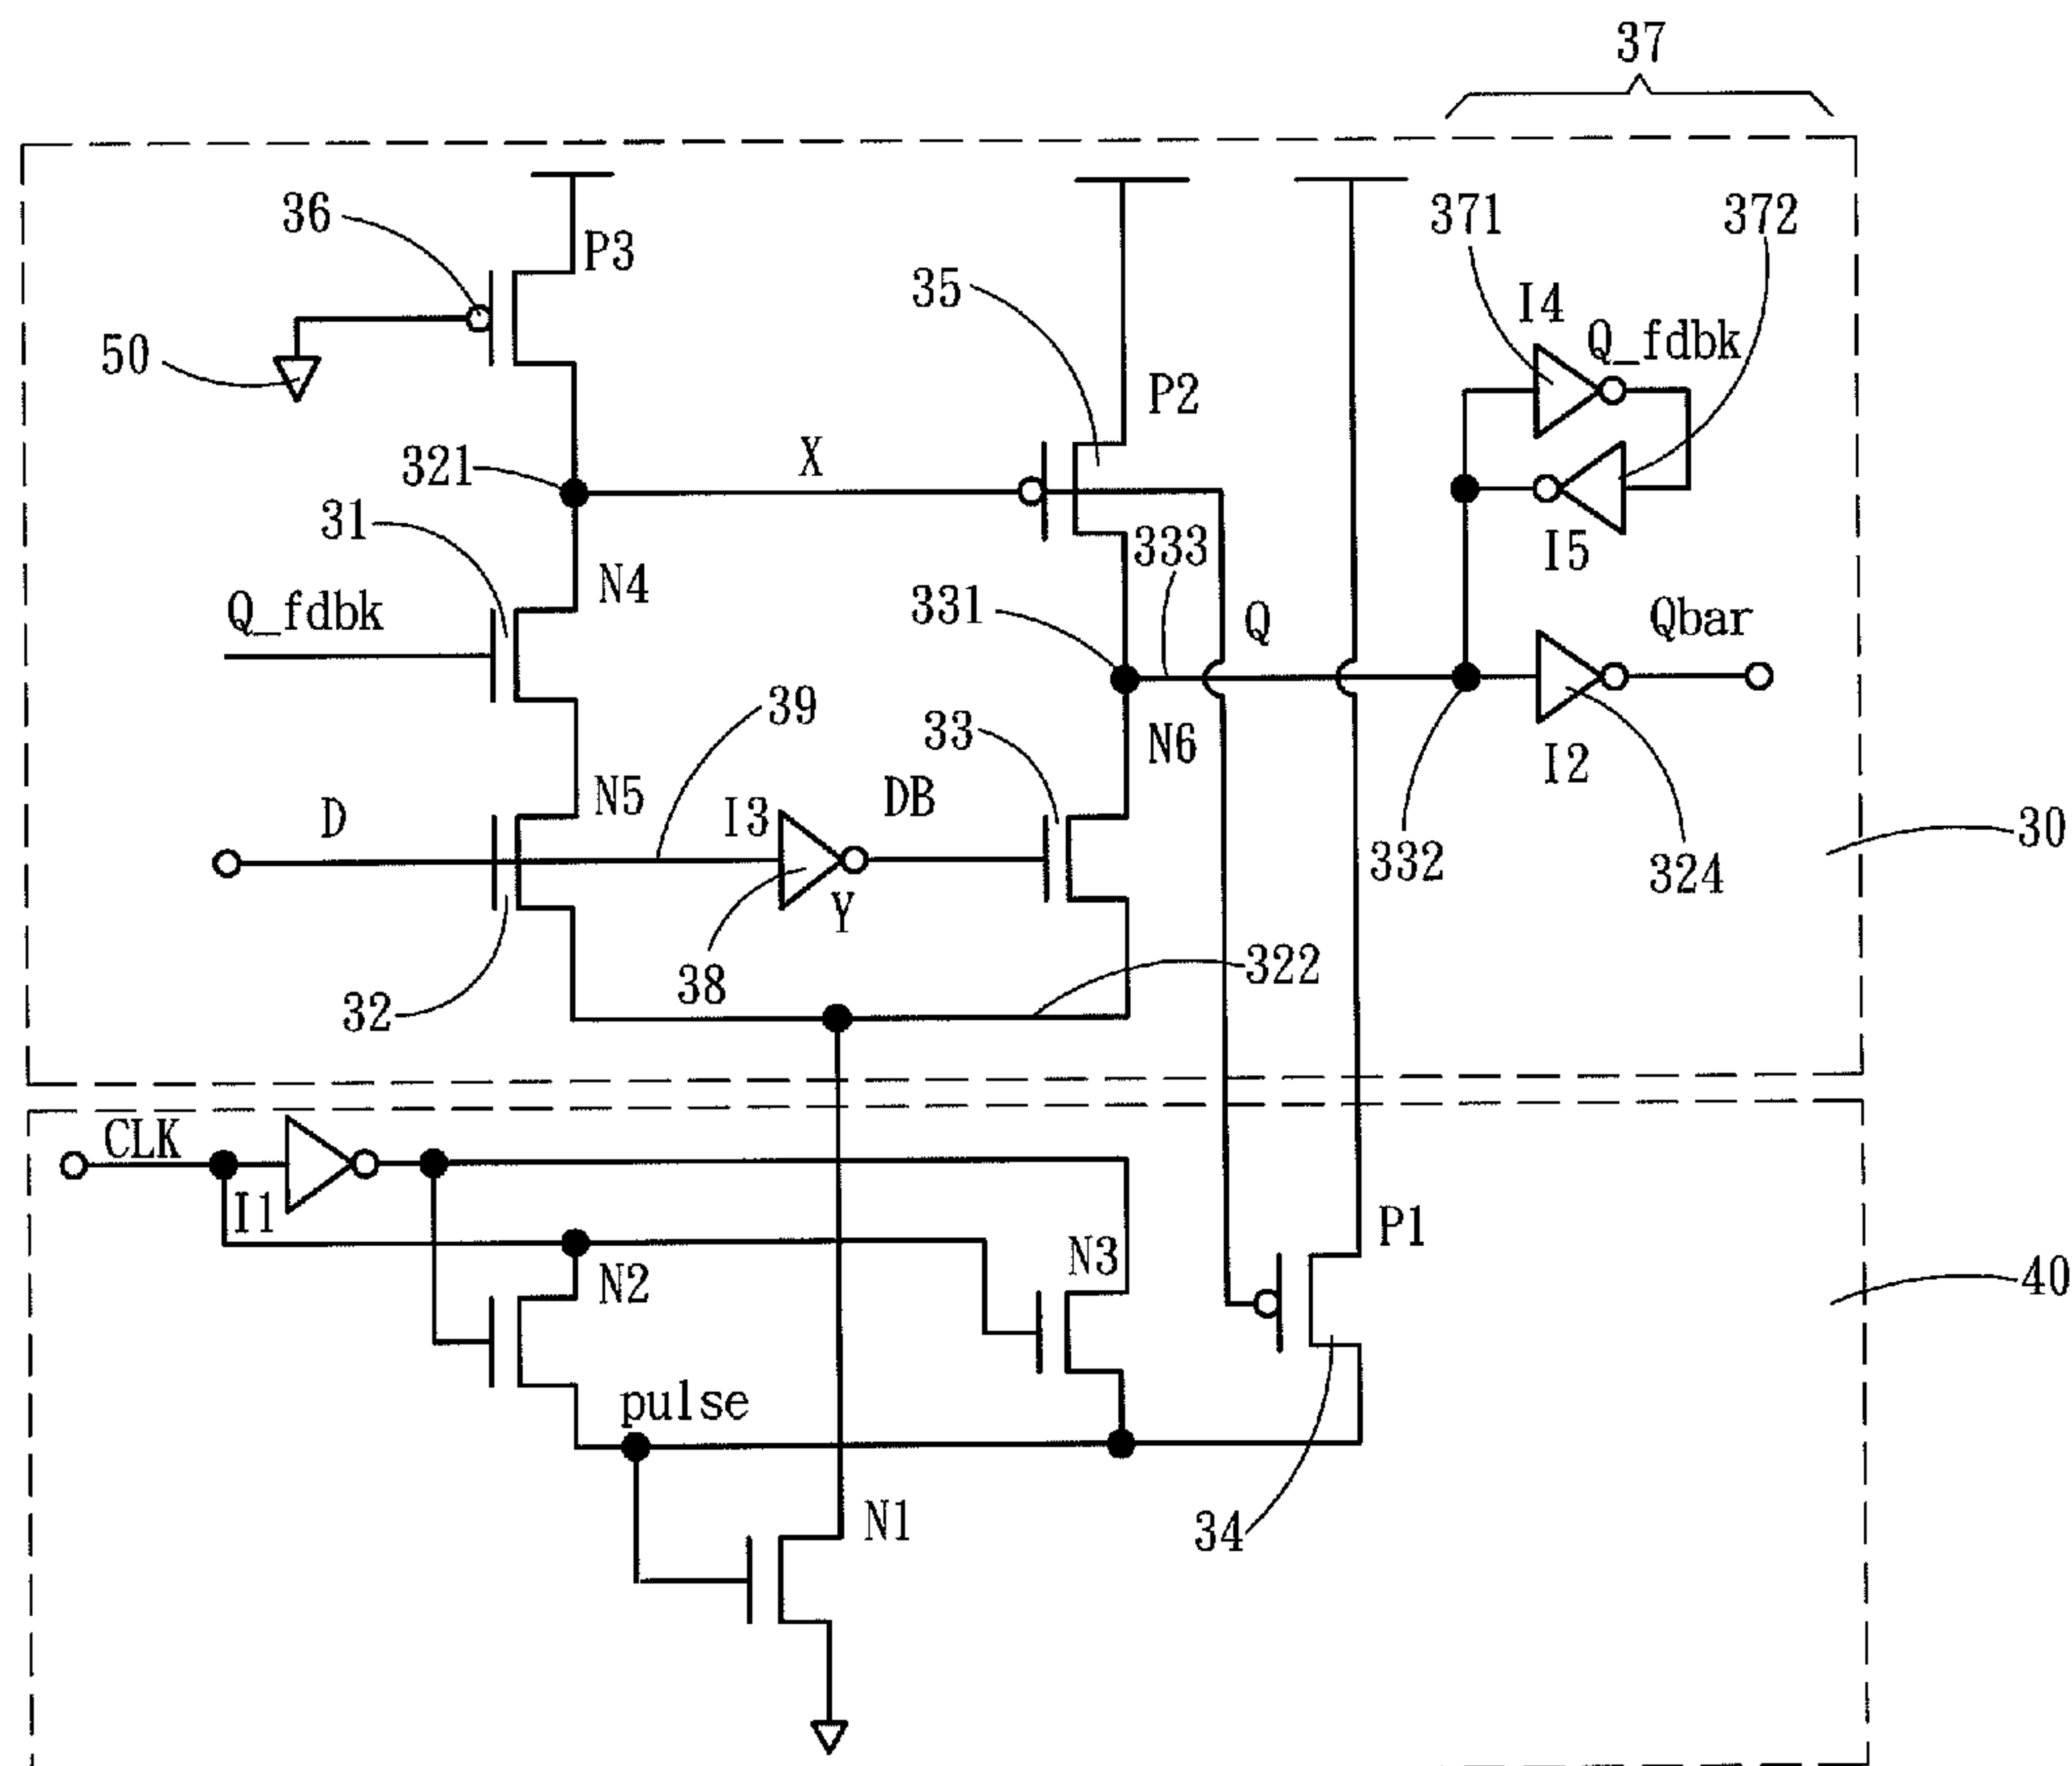 37
36
P3
35
371
372
I4
50
Q_fdbk
P2
321
X
31
333
I5
N4
331
Q
Qbar
Q_fdbk
39
33
N6
I2
N5
D
I3
DB
30
332
324
Y
38
322
32
CLK
I1
P1
N3
N2
40
pulse
N1
34